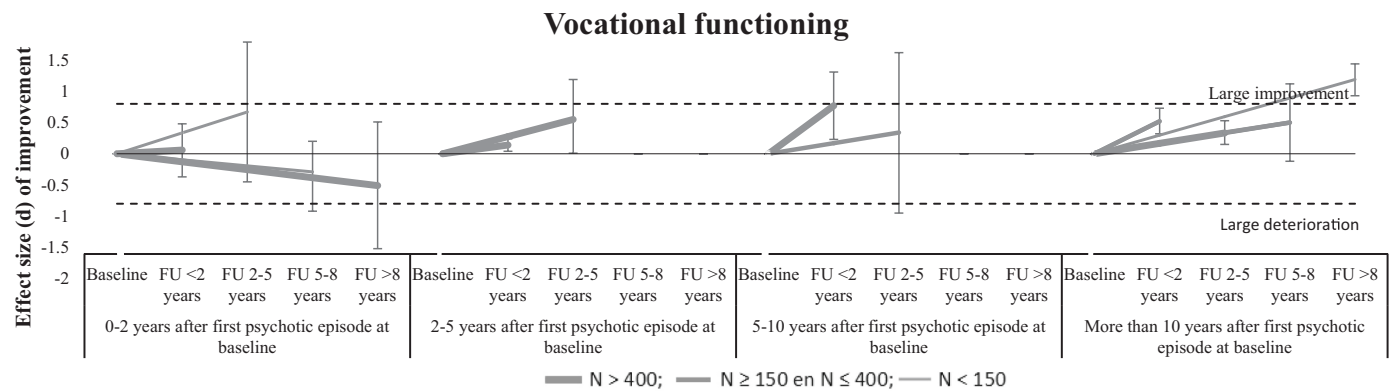 Vocational functioning
Effect size (d) of improvement
1.5
1
0.5
0
-0.5
-1
-1.5
-2
Large improvement
Large deterioration
Baseline FU <2 FU 2-5 FU 5-8 FU >8
years years years years
0-2 years after first psychotic episode at
baseline
Baseline FU <2 FU 2-5 FU 5-8 FU >8
years years years years
2-5 years after first psychotic episode at
baseline
Baseline FU <2 FU 2-5 FU 5-8 FU >8
years years years years
5-10 years after first psychotic episode at
baseline
Baseline FU <2 FU 2-5 FU 5-8 FU >8
years years years years
More than 10 years after first psychotic
episode at baseline
N > 400; N ≥ 150 en N ≤ 400; N < 150